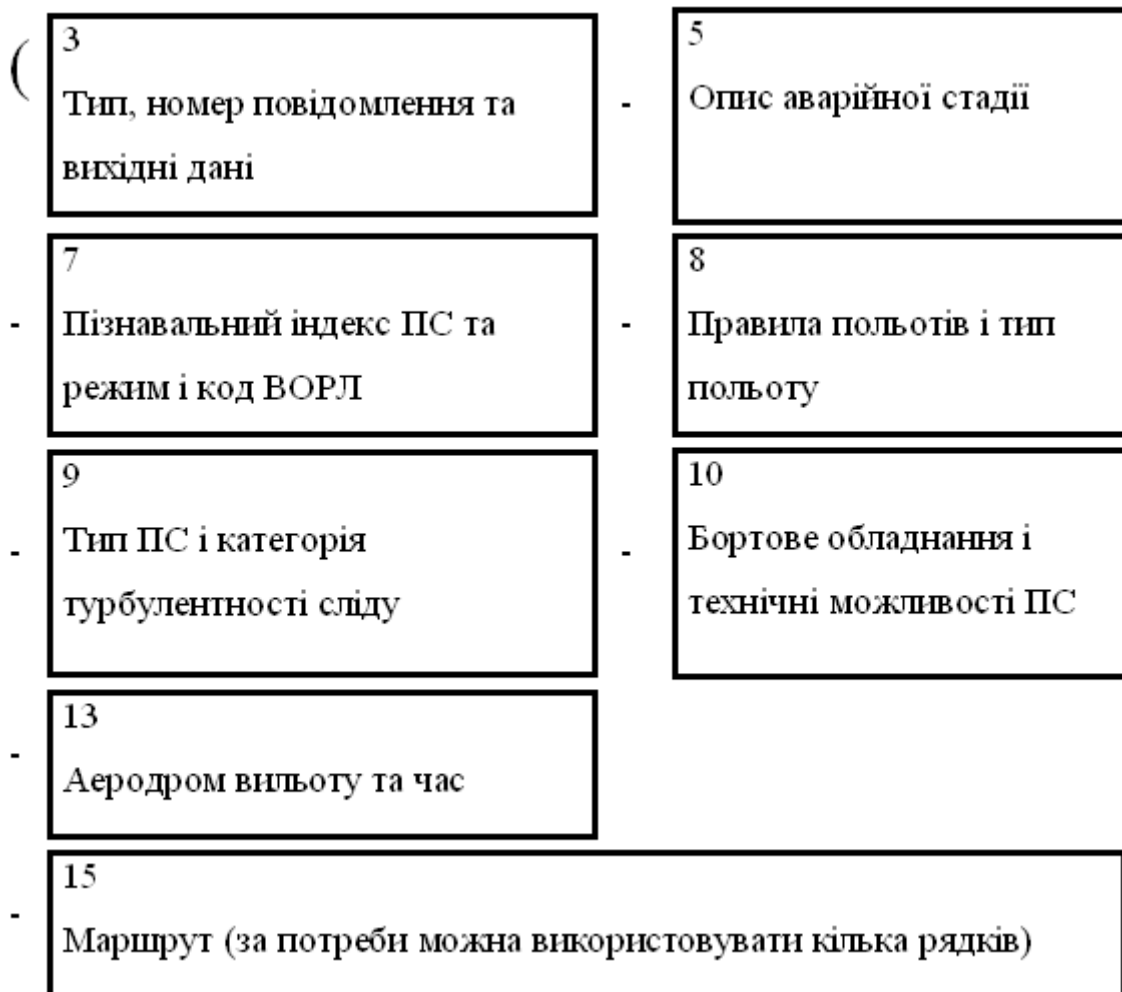 (
3
Тип, номер повідомлення та
вихідні дані
-
5
Опис аварійної стадії
-
7
Пізнавальний індекс ПС та
режим і код ВОРЛ
-
8
Правила польотів і тип
польоту
-
9
Тип ПС і категорія
турбулентності сліду
-
10
Бортове обладнання і
технічні можливості ПС
-
13
Аеродром вильоту та час
-
15
Маршрут (за потреби можна використовувати кілька рядків)